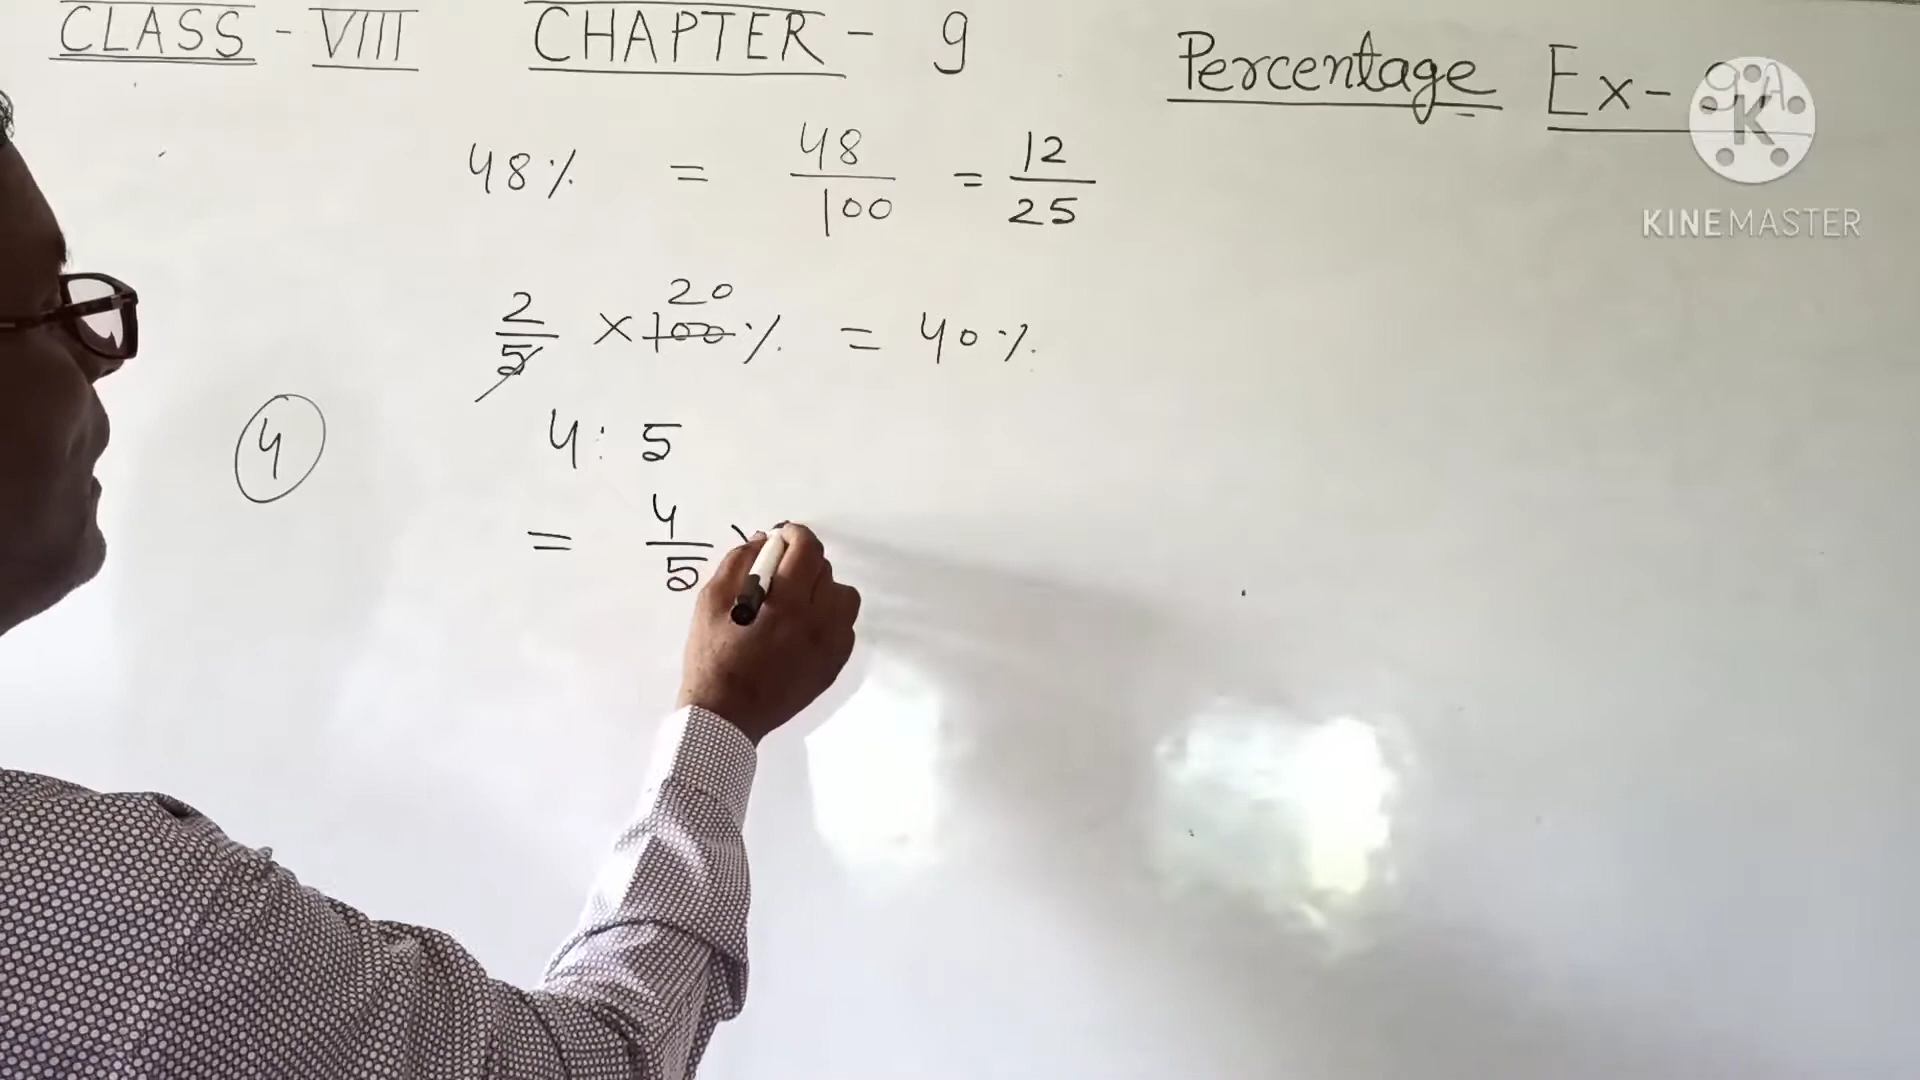 CLASS - VIII CHAPTER - 9 Percentage Ex- 9A
K
KINEMASTER
48% = 48/100 = 12/25
2/5 × 100% = 40%
20
4 4 : 5
= 4/5 ×